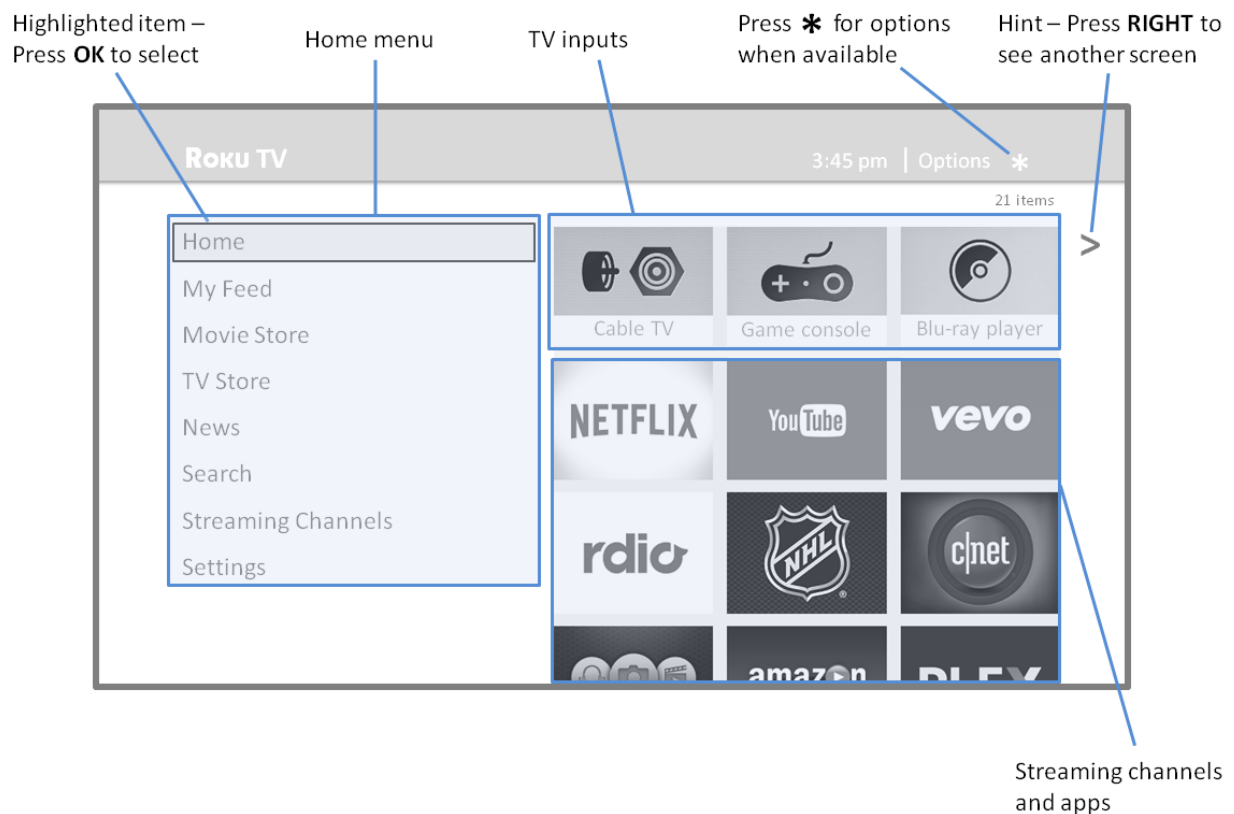 Highlighted item –
Press OK to select
Home menu
TV inputs
Press * for options
when available
Hint – Press RIGHT to
see another screen
ROKU TV
3:45 pm | Options *
21 items
>
Home
My Feed
Movie Store
TV Store
News
Search
Streaming Channels
Settings
Cable TV
Game console
Blu-ray player
NETFLIX
YouTube
vevo
rdio
NHL
c|net
amazon
PLEX
Streaming channels
and apps